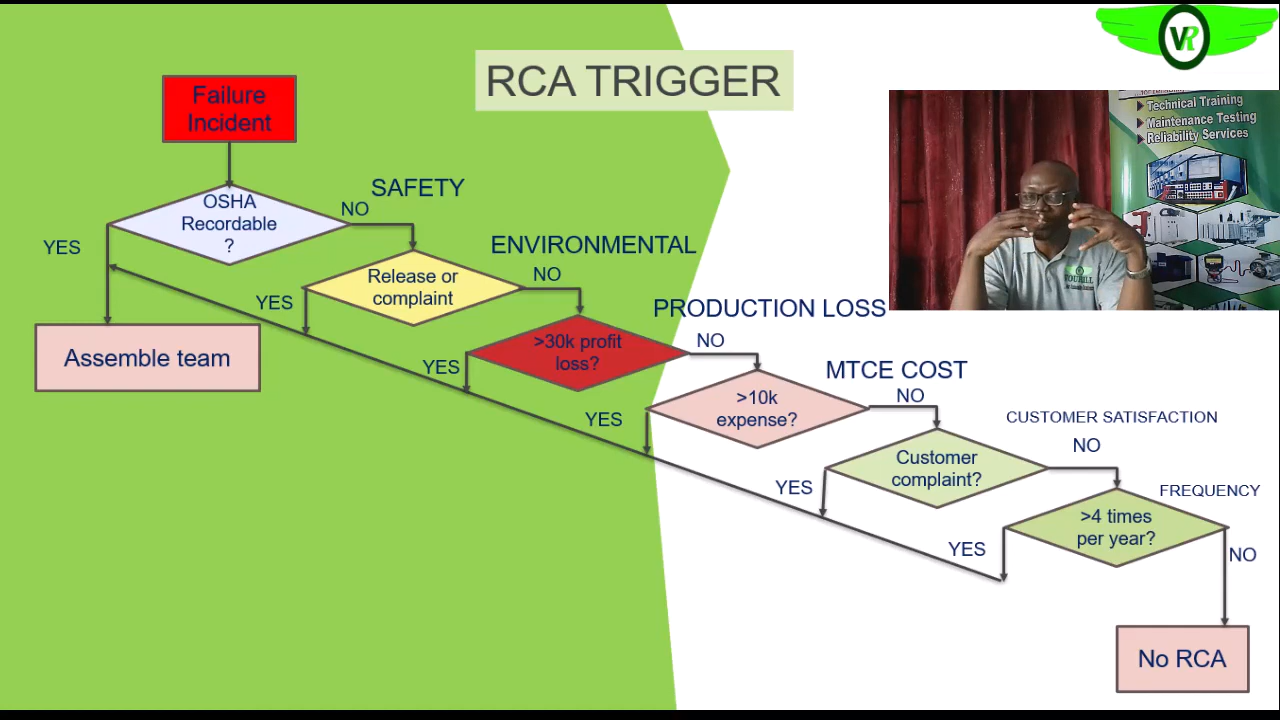 RCA TRIGGER
VR
Technical Training
Maintenance Testing
Reliability Services
Failure
Incident
OSHA
Recordable
?
SAFETY
YES
NO
Assemble team
Release or
complaint
ENVIRONMENTAL
YES
NO
>30k profit
loss?
PRODUCTION LOSS
YES
NO
>10k
expense?
MTCE COST
YES
NO
Customer
complaint?
CUSTOMER SATISFACTION
YES
NO
>4 times
per year?
FREQUENCY
YES
NO
No RCA